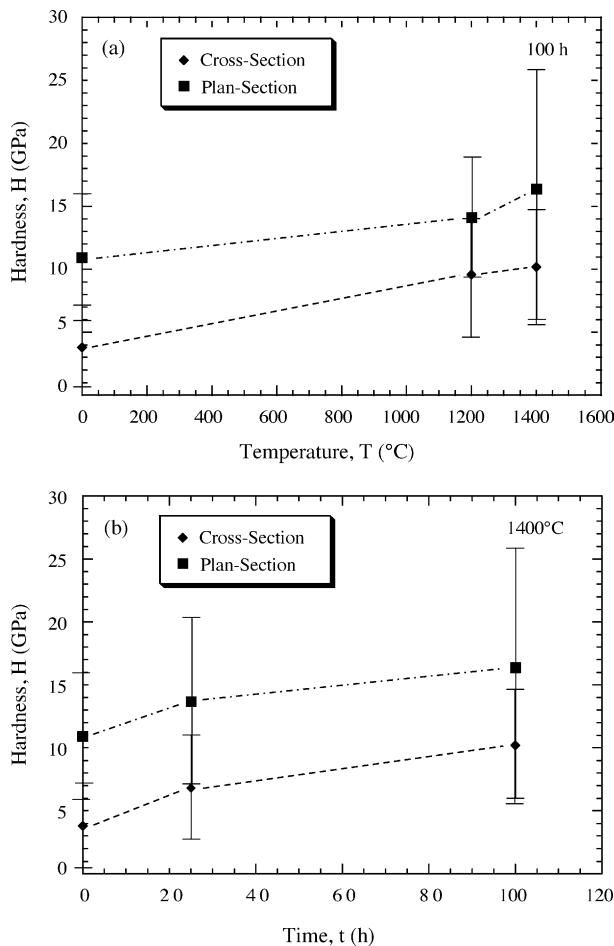 30
(a)
Cross-Section
Plan-Section
100 h
25
20
15
10
5
0
Hardness, H (GPa)
0 200 400 600 800 1000 1200 1400 1600
Temperature, T (°C)
30
(b)
Cross-Section
Plan-Section
1400°C
25
20
15
10
5
0
Hardness, H (GPa)
0 20 40 60 80 100 120
Time, t (h)